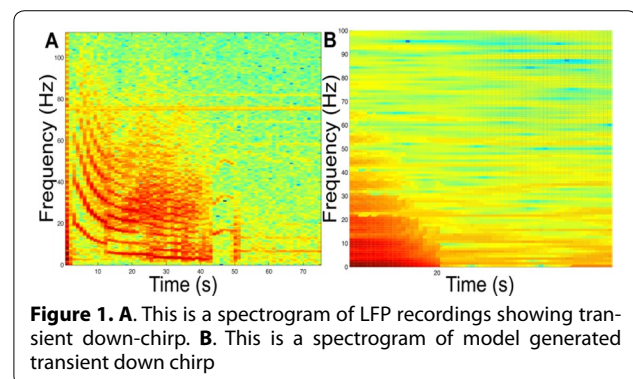 A
B
Frequency (Hz)
80
60
40
20
0
10
20
30
40
50
60
70
Time (s)
Frequency (Hz)
100
90
80
70
60
50
40
30
20
10
0
20
Time (s)
Figure 1. A. This is a spectrogram of LFP recordings showing tran-
sient down-chirp. B. This is a spectrogram of model generated
transient down chirp